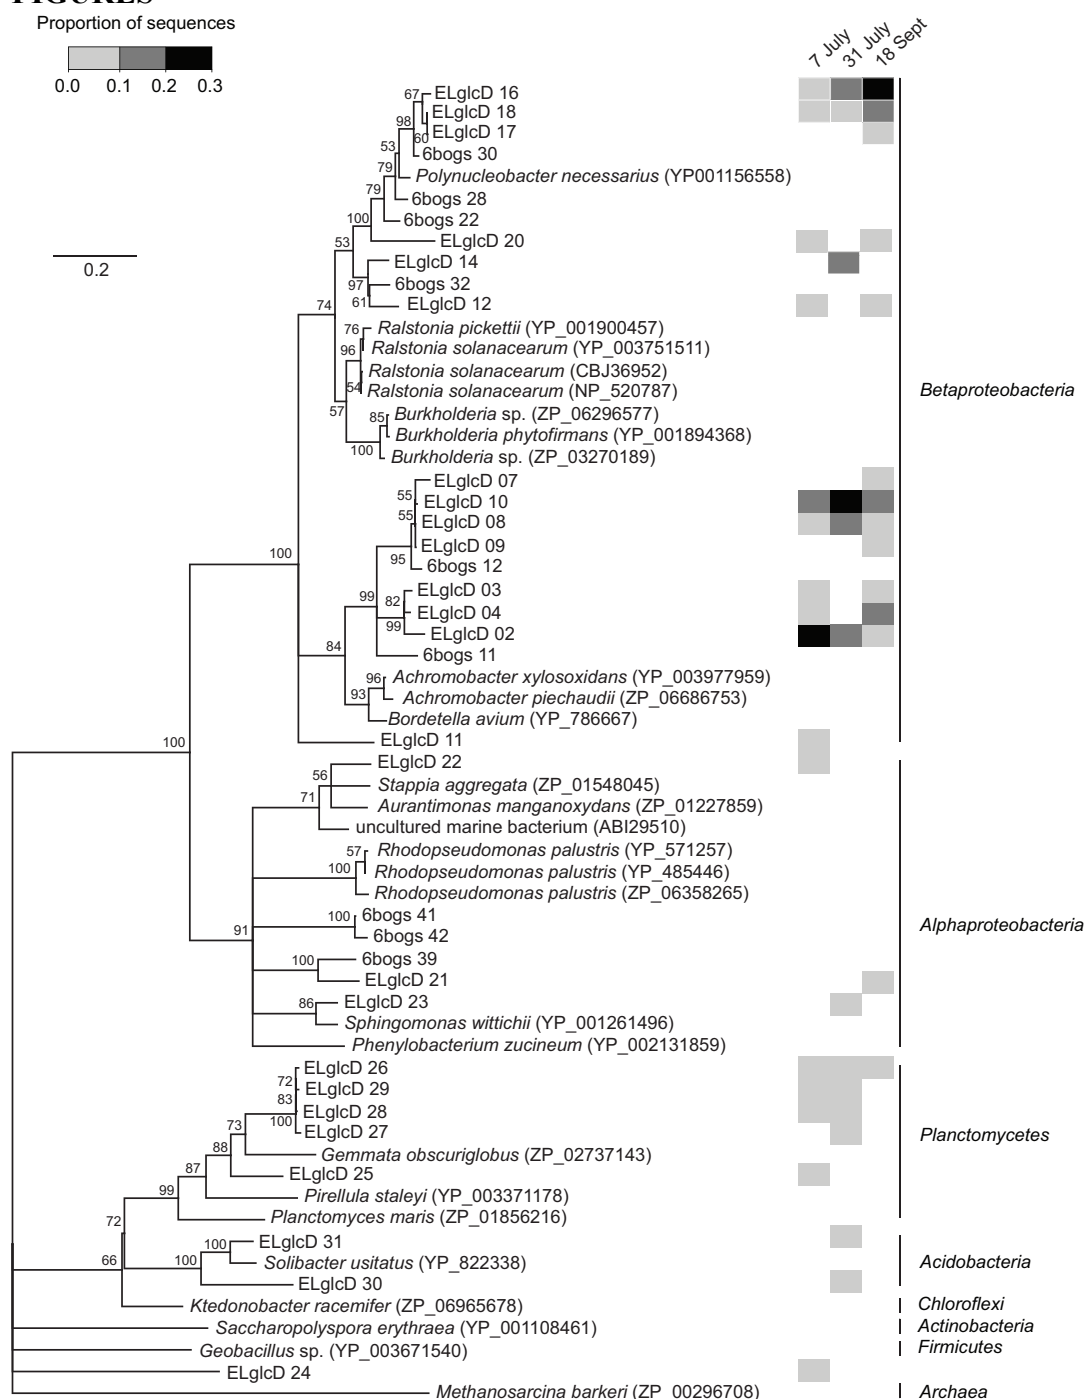 FIGURES
Proportion of sequences
0.0 0.1 0.2 0.3
7 July 31 July 18 Sept
67 ELglcD 16
ELglcD 18
98 ELglcD 17
60
53 6bogs 30
79 Polynucleobacter necessarius (YP001156558)
79 6bogs 28
100 6bogs 22
53 ELglcD 20
0.2
ELglcD 14
97 6bogs 32
61 ELglcD 12
74
76 Ralstonia pickettii (YP_001900457)
96 Ralstonia solanacearum (YP_003751511)
Ralstonia solanacearum (CBJ36952)
54 Ralstonia solanacearum (NP_520787)
Betaproteobacteria
57
85 Burkholderia sp. (ZP_06296577)
Burkholderia phytofirmans (YP_001894368)
100 Burkholderia sp. (ZP_03270189)
ELglcD 07
55 ELglcD 10
55 ELglcD 08
ELglcD 09
100 95 6bogs 12
ELglcD 03
99 82 ELglcD 04
99 ELglcD 02
84 6bogs 11
96 Achromobacter xylosoxidans (YP_003977959)
93 Achromobacter piechaudii (ZP_06686753)
Bordetella avium (YP_786667)
100 ELglcD 11
ELglcD 22
56 Stappia aggregata (ZP_01548045)
71 Aurantimonas manganoxydans (ZP_01227859)
uncultured marine bacterium (ABI29510)
57 Rhodopseudomonas palustris (YP_571257)
100 Rhodopseudomonas palustris (YP_485446)
Rhodopseudomonas palustris (ZP_06358265)
100 6bogs 41
Alphaproteobacteria
91 6bogs 42
100 6bogs 39
ELglcD 21
86 ELglcD 23
Sphingomonas wittichii (YP_001261496)
Phenylobacterium zucineum (YP_002131859)
ELglcD 26
72 ELglcD 29
83 ELglcD 28
100 ELglcD 27
Planctomycetes
73 Gemmata obscuriglobus (ZP_02737143)
88 ELglcD 25
87 Pirellula staleyi (YP_003371178)
99 Planctomyces maris (ZP_01856216)
72
100 ELglcD 31
66 100 Solibacter usitatus (YP_822338)
Acidobacteria
ELglcD 30
Ktedonobacter racemifer (ZP_06965678) Chloroflexi
Saccharopolyspora erythraea (YP_001108461) Actinobacteria
Geobacillus sp. (YP_003671540) Firmicutes
ELglcD 24
Methanosarcina barkeri (ZP_00296708) Archaea